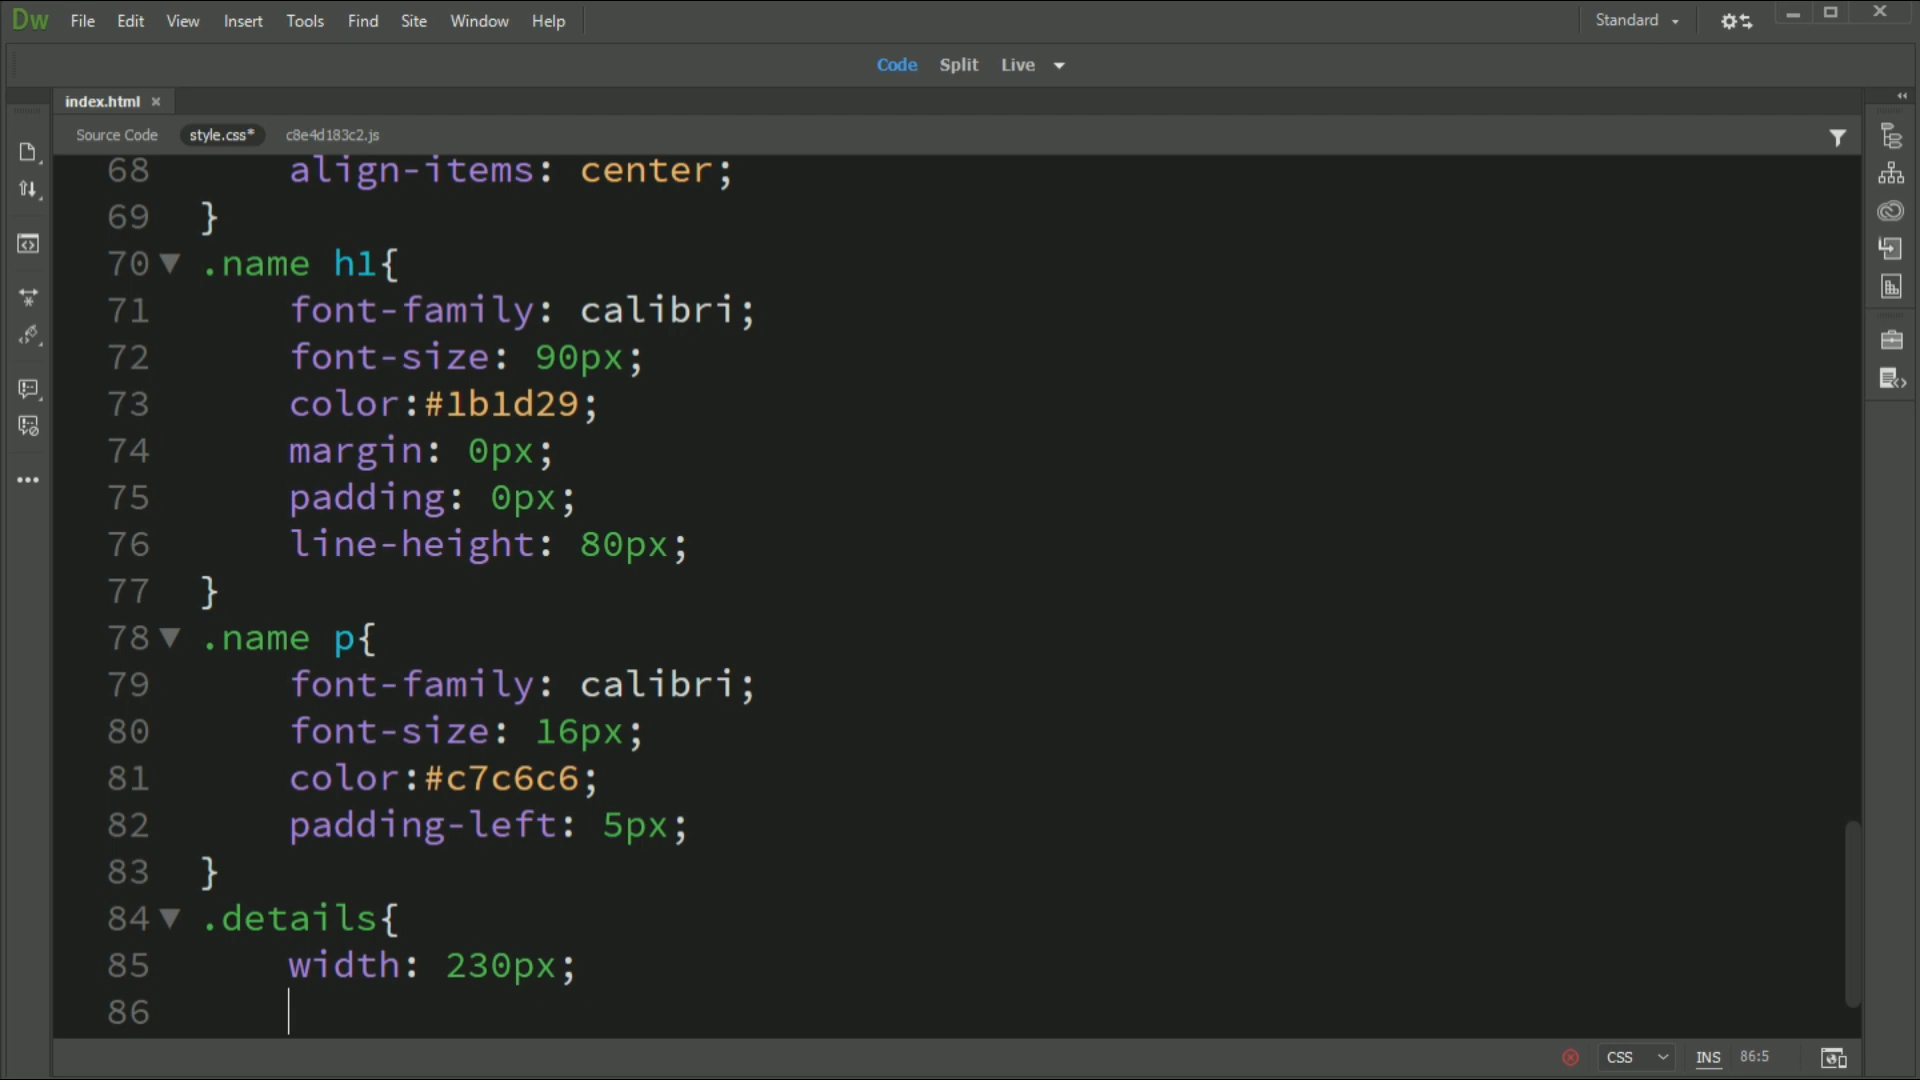 Dw File Edit View Insert Tools Find Site Window Help Standard
Code Split Live
index.html ×
Source Code style.css* c8e4d183c2.js
68 align-items: center;
69 }
70 .name h1{
71 font-family: calibri;
72 font-size: 90px;
73 color:#1b1d29;
74 margin: 0px;
75 padding: 0px;
76 line-height: 80px;
77 }
78 .name p{
79 font-family: calibri;
80 font-size: 16px;
81 color:#c7c6c6;
82 padding-left: 5px;
83 }
84 .details{
85 width: 230px;
86
CSS INS 86:5